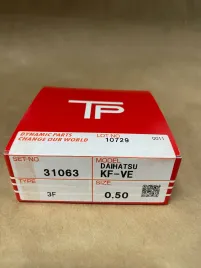 TP
DYNAMIC PARTS
CHANGE OUR WORLD
LOT NO
10729
0011
SET-NO
31063
MODEL
DAIHATSU
KF-VE
TYPE
3F
SIZE
0.50